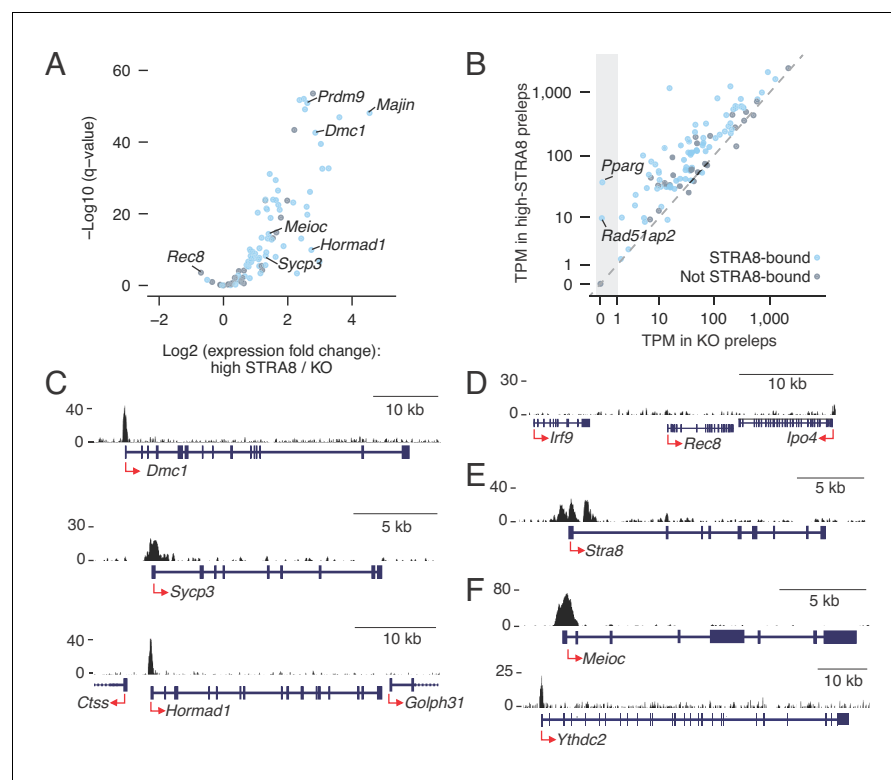 A
60
40
20
0
−Log10 (q-value)
Prdm9
Majin
Dmc1
Meioc
Hormad1
Rec8
Sycp3
−2
0
2
4
Log2 (expression fold change):
high STRA8 / KO
B
TPM in high-STRA8 preleps
1,000
100
10
1
0
Pparg
Rad51ap2
STRA8-bound
Not STRA8-bound
0
1
10
100
1,000
TPM in KO preleps
C
10 kb
40
0
Dmc1
5 kb
30
0
Sycp3
10 kb
40
0
Ctss
Hormad1
Golph31
D
10 kb
30
0
Irf9
Rec8
Ipo4
E
5 kb
40
0
Stra8
F
80
5 kb
0
Meioc
25
10 kb
0
Ythdc2